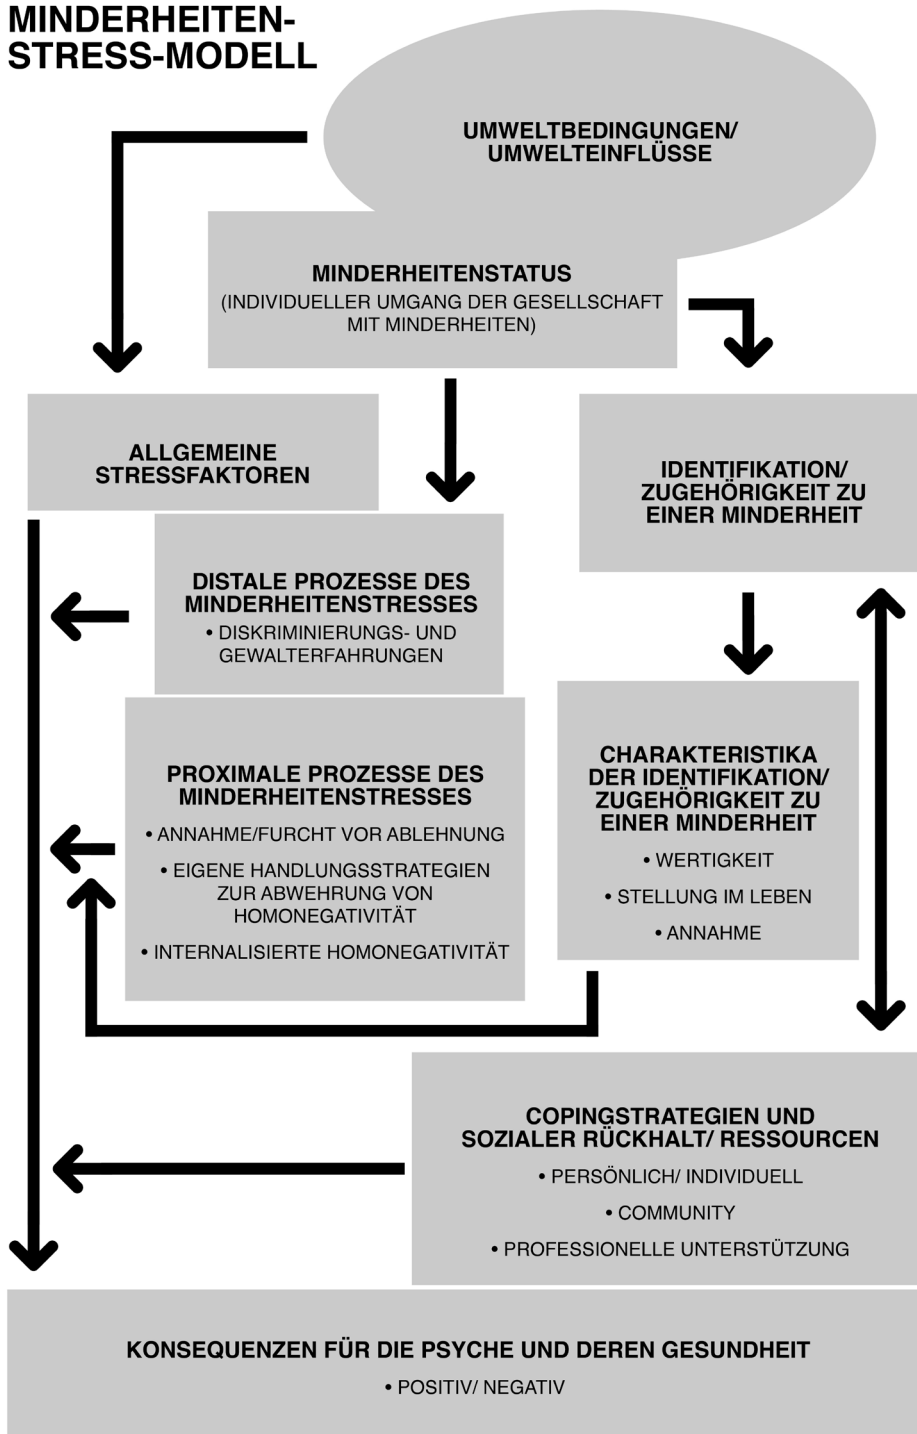 MINDERHEITEN-
STRESS-MODELL
UMWELTBEDINGUNGEN/
UMWELTEINFLÜSSE
MINDERHEITENSTATUS
(INDIVIDUELLER UMGANG DER GESELLSCHAFT
MIT MINDERHEITEN)
ALLGEMEINE
STRESSFAKTOREN
IDENTIFIKATION/
ZUGEHÖRIGKEIT ZU
EINER MINDERHEIT
DISTALE PROZESSE DES
MINDERHEITENSTRESSES
• DISKRIMINIERUNGS- UND
GEWALTERFAHRUNGEN
PROXIMALE PROZESSE DES
MINDERHEITENSTRESSES
• ANNAHME/FURCHT VOR ABLEHNUNG
• EIGENE HANDLUNGSSTRATEGIEN
ZUR ABWEHRUNG VON
HOMONEGATIVITÄT
• INTERNALISIERTE HOMONEGATIVITÄT
CHARAKTERISTIKA
DER IDENTIFIKATION/
ZUGEHÖRIGKEIT ZU
EINER MINDERHEIT
• WERTIGKEIT
• STELLUNG IM LEBEN
• ANNAHME
COPINGSTRATEGIEN UND
SOZIALER RÜCKHALT/ RESSOURCEN
• PERSÖNLICH/ INDIVIDUELL
• COMMUNITY
• PROFESSIONELLE UNTERSTÜTZUNG
KONSEQUENZEN FÜR DIE PSYCHE UND DEREN GESUNDHEIT
• POSITIV/ NEGATIV